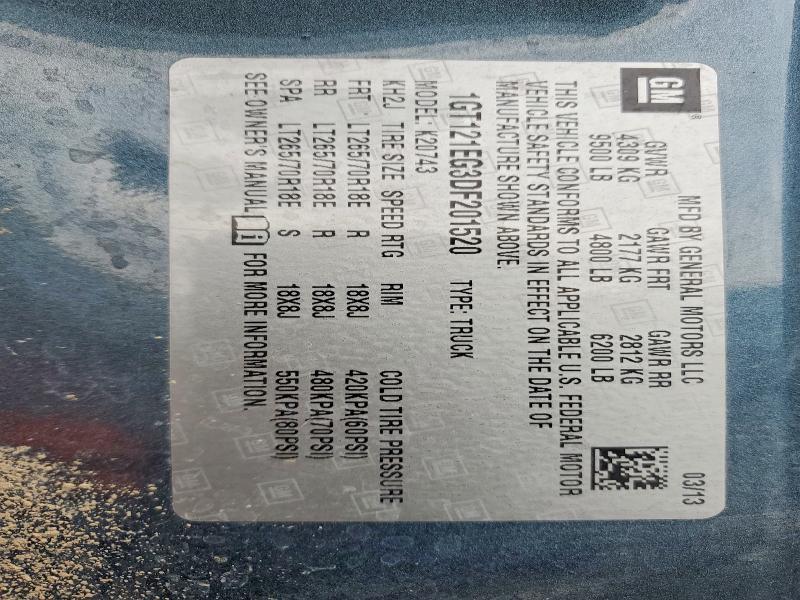 GM
®
MFD BY GENERAL MOTORS LLC 03/13
GVWR GAWR FRT GAWR RR
4309 KG 2177 KG 2812 KG
9500 LB 4800 LB 6200 LB
THIS VEHICLE CONFORMS TO ALL APPLICABLE U.S. FEDERAL MOTOR
VEHICLE SAFETY STANDARDS IN EFFECT ON THE DATE OF
MANUFACTURE SHOWN ABOVE.
1GT121EG3DF201520 TYPE: TRUCK
MODEL: K20743
KH2J TIRE SIZE SPEED RTG RIM COLD TIRE PRESSURE
FRT LT265/70R18E R 18X8J 420KPA(60PSI)
RR LT265/70R18E R 18X8J 480KPA(70PSI)
SPA LT265/70R18E S 18X8J 550KPA(80PSI)
SEE OWNER'S MANUAL i FOR MORE INFORMATION.